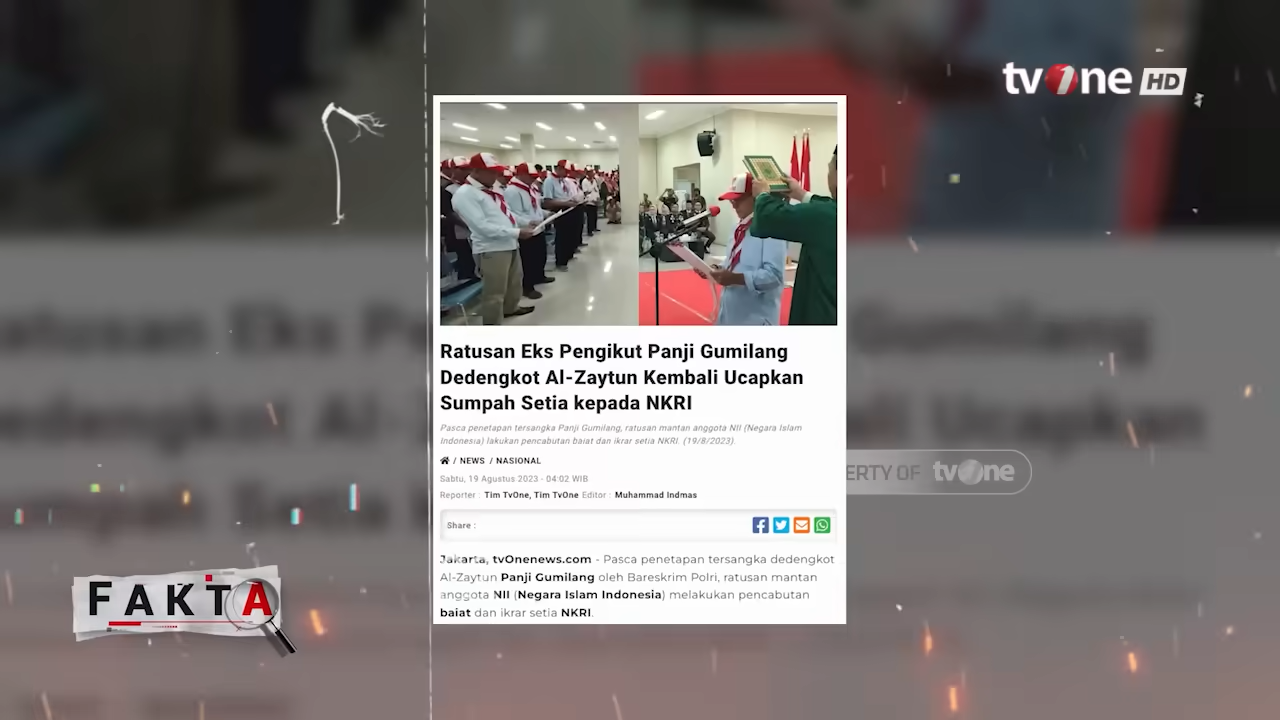 tvOne HD
Ratusan Eks Pengikut Panji Gumilang
Dedengkot Al-Zaytun Kembali Ucapkan
Sumpah Setia kepada NKRI
Pasca penetapan tersangka Panji Gumilang, ratusan mantan anggota NII (Negara Islam
Indonesia) lakukan pencabutan baiat dan ikrar setia NKRI. (19/8/2023).
/ NEWS / NASIONAL
Sabtu, 19 Agustus 2023 - 04:02 WIB
Reporter : Tim TvOne, Tim TvOne Editor : Muhammad Indmas
Share :
Jakarta, tvOnenews.com - Pasca penetapan tersangka dedengkot
Al-Zaytun Panji Gumilang oleh Bareskrim Polri, ratusan mantan
anggota NII (Negara Islam Indonesia) melakukan pencabutan
baiat dan ikrar setia NKRI.
ERTY OF tvOne
FAKTA